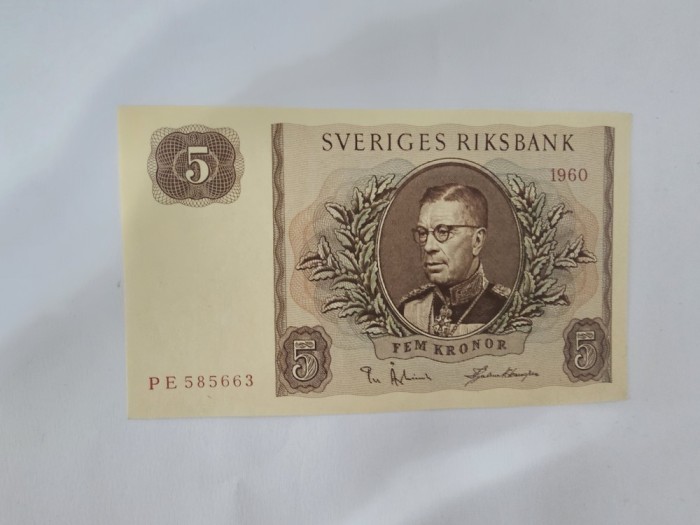 5
SVERIGES RIKSBANK
1960
FEM KRONOR
5
5
PE 585663